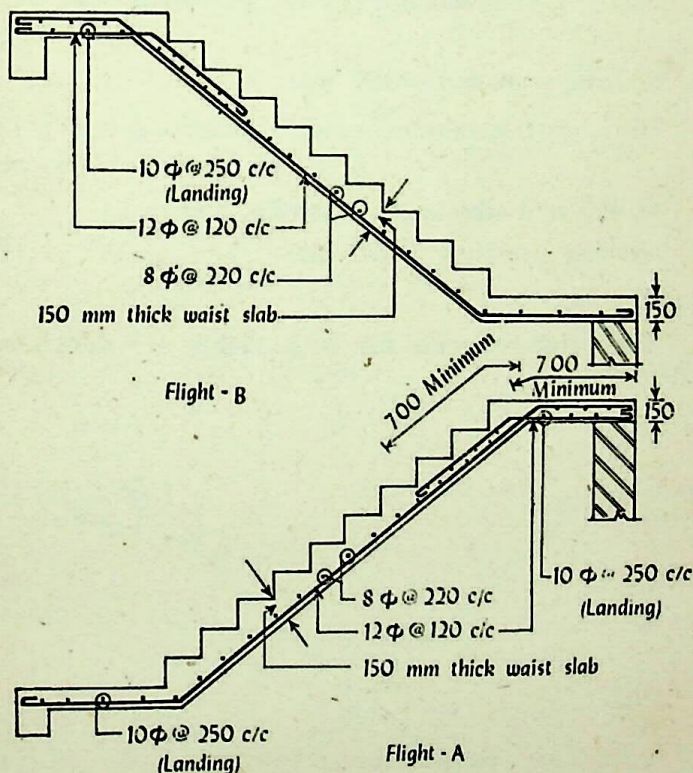 10 Φ @ 250 c/c
(Landing)
12 Φ @ 120 c/c
8 Φ @ 220 c/c
150 mm thick waist slab
150
Flight - B
700 Minimum
700
Minimum
150
8 Φ @ 220 c/c
12 Φ @ 120 c/c
150 mm thick waist slab
10 Φ 250 c/c
(Landing)
10 Φ @ 250 c/c
(Landing)
Flight - A